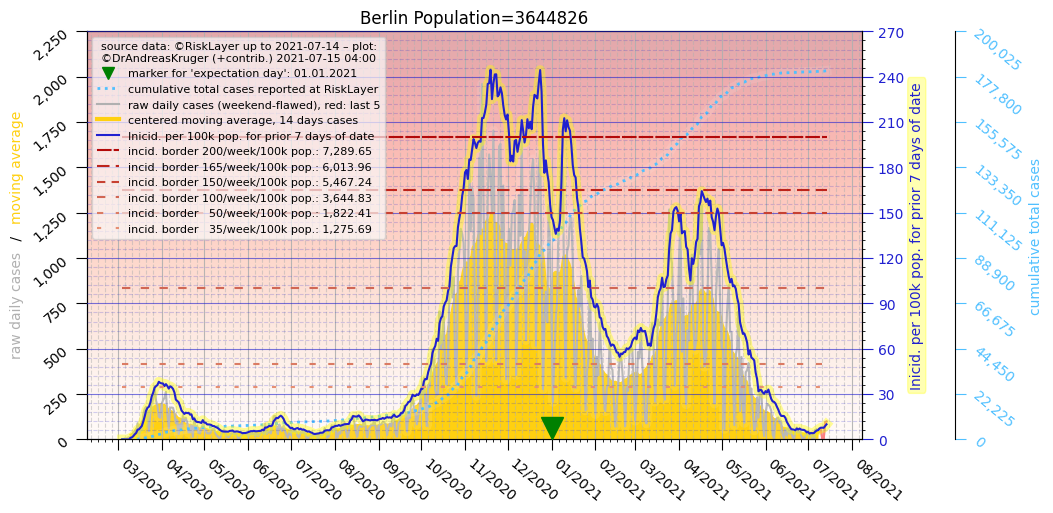 Berlin Population=3644826
source data: ©RiskLayer up to 2021-07-14 – plot:
©DrAndreasKruger (+contrib.) 2021-07-15 04:00
marker for 'expectation day': 01.01.2021
cumulative total cases reported at RiskLayer
raw daily cases (weekend-flawed), red: last 5
centered moving average, 14 days cases
Inicid. per 100k pop. for prior 7 days of date
incid. border 200/week/100k pop.: 7,289.65
incid. border 165/week/100k pop.: 6,013.96
incid. border 150/week/100k pop.: 5,467.24
incid. border 100/week/100k pop.: 3,644.83
incid. border   50/week/100k pop.: 1,822.41
incid. border   35/week/100k pop.: 1,275.69
raw daily cases  /  moving average
2,250
2,000
1,750
1,500
1,250
1,000
750
500
250
0
270
240
210
180
150
120
90
60
30
0
Inicid. per 100k pop. for prior 7 days of date
200,025
177,800
155,575
133,350
111,125
88,900
66,675
44,450
22,225
0
cumulative total cases
03/2020
04/2020
05/2020
06/2020
07/2020
08/2020
09/2020
10/2020
11/2020
12/2020
01/2021
02/2021
03/2021
04/2021
05/2021
06/2021
07/2021
08/2021